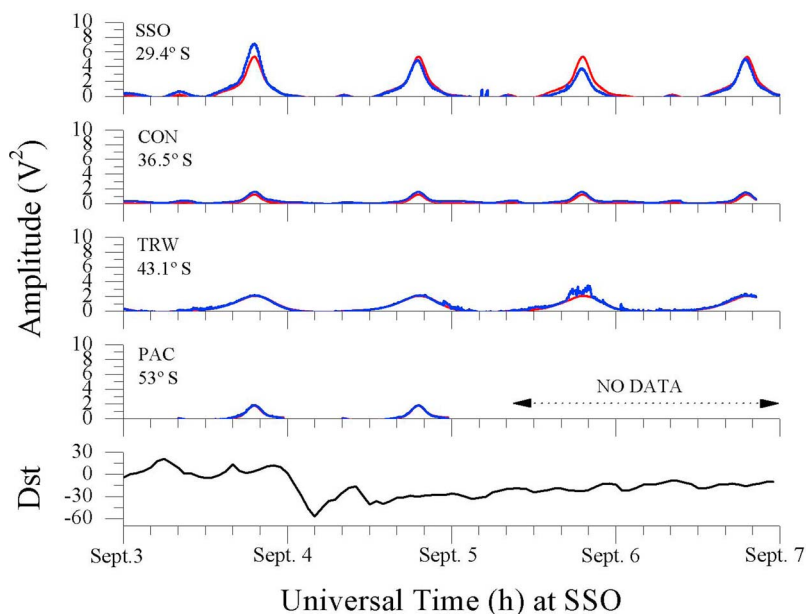 Amplitude (V²)
10
8
6
4
2
0
SSO
29.4º S
10
8
6
4
2
0
CON
36.5º S
10
8
6
4
2
0
TRW
43.1º S
10
8
6
4
2
0
PAC
53º S
NO DATA
Dst
30
0
-30
-60
Sept.3
Sept. 4
Sept. 5
Sept. 6
Sept. 7
Universal Time (h) at SSO